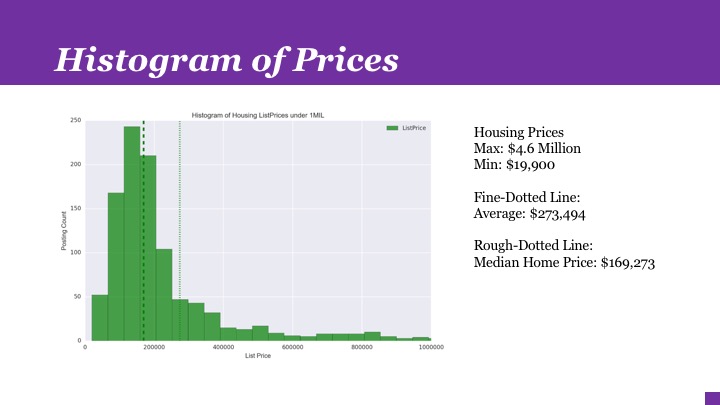 Histogram of Prices
Histogram of Housing ListPrices under 1MIL
ListPrice
250
200
150
100
50
0
Posting Count
0 200000 400000 600000 800000 1000000
List Price
Housing Prices
Max: $4.6 Million
Min: $19,900
Fine-Dotted Line:
Average: $273,494
Rough-Dotted Line:
Median Home Price: $169,273